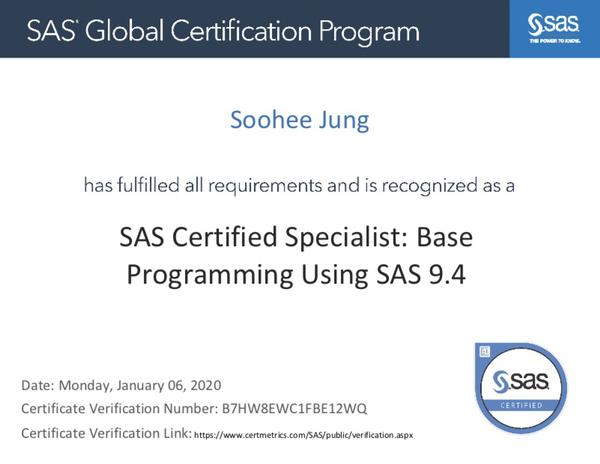 SAS® Global Certification Program
sas
THE POWER TO KNOW.
Soohee Jung
has fulfilled all requirements and is recognized as a
SAS Certified Specialist: Base
Programming Using SAS 9.4
sas
CERTIFIED
Date: Monday, January 06, 2020
Certificate Verification Number: B7HW8EWC1FBE12WQ
Certificate Verification Link: https://www.certmetrics.com/SAS/public/verification.aspx